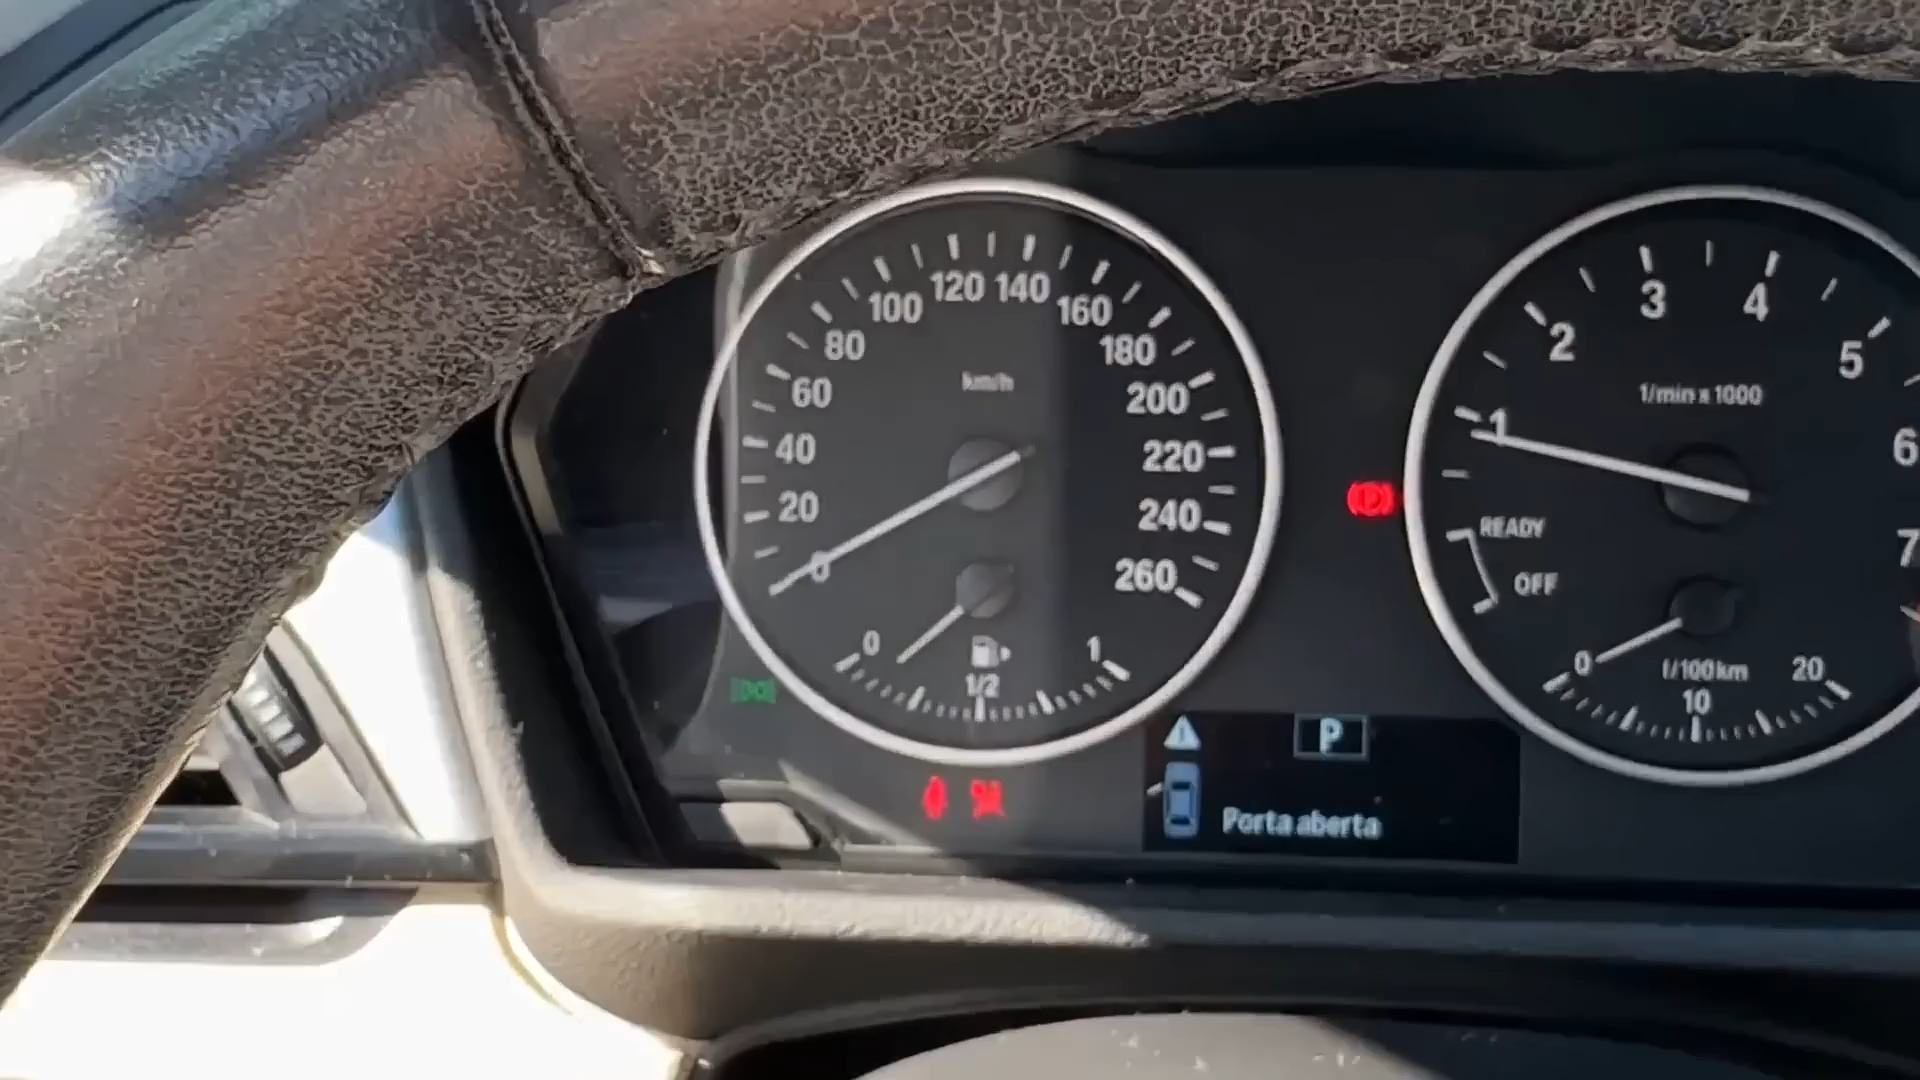 120 140
100 160
80 180
60 200
40 220
20 240
0 260
km/h
0 1/2 1
3 4
2 5
1 6
7
1/min x 1000
READY
OFF
0 10 20
l/100km
P
P
Porta aberta